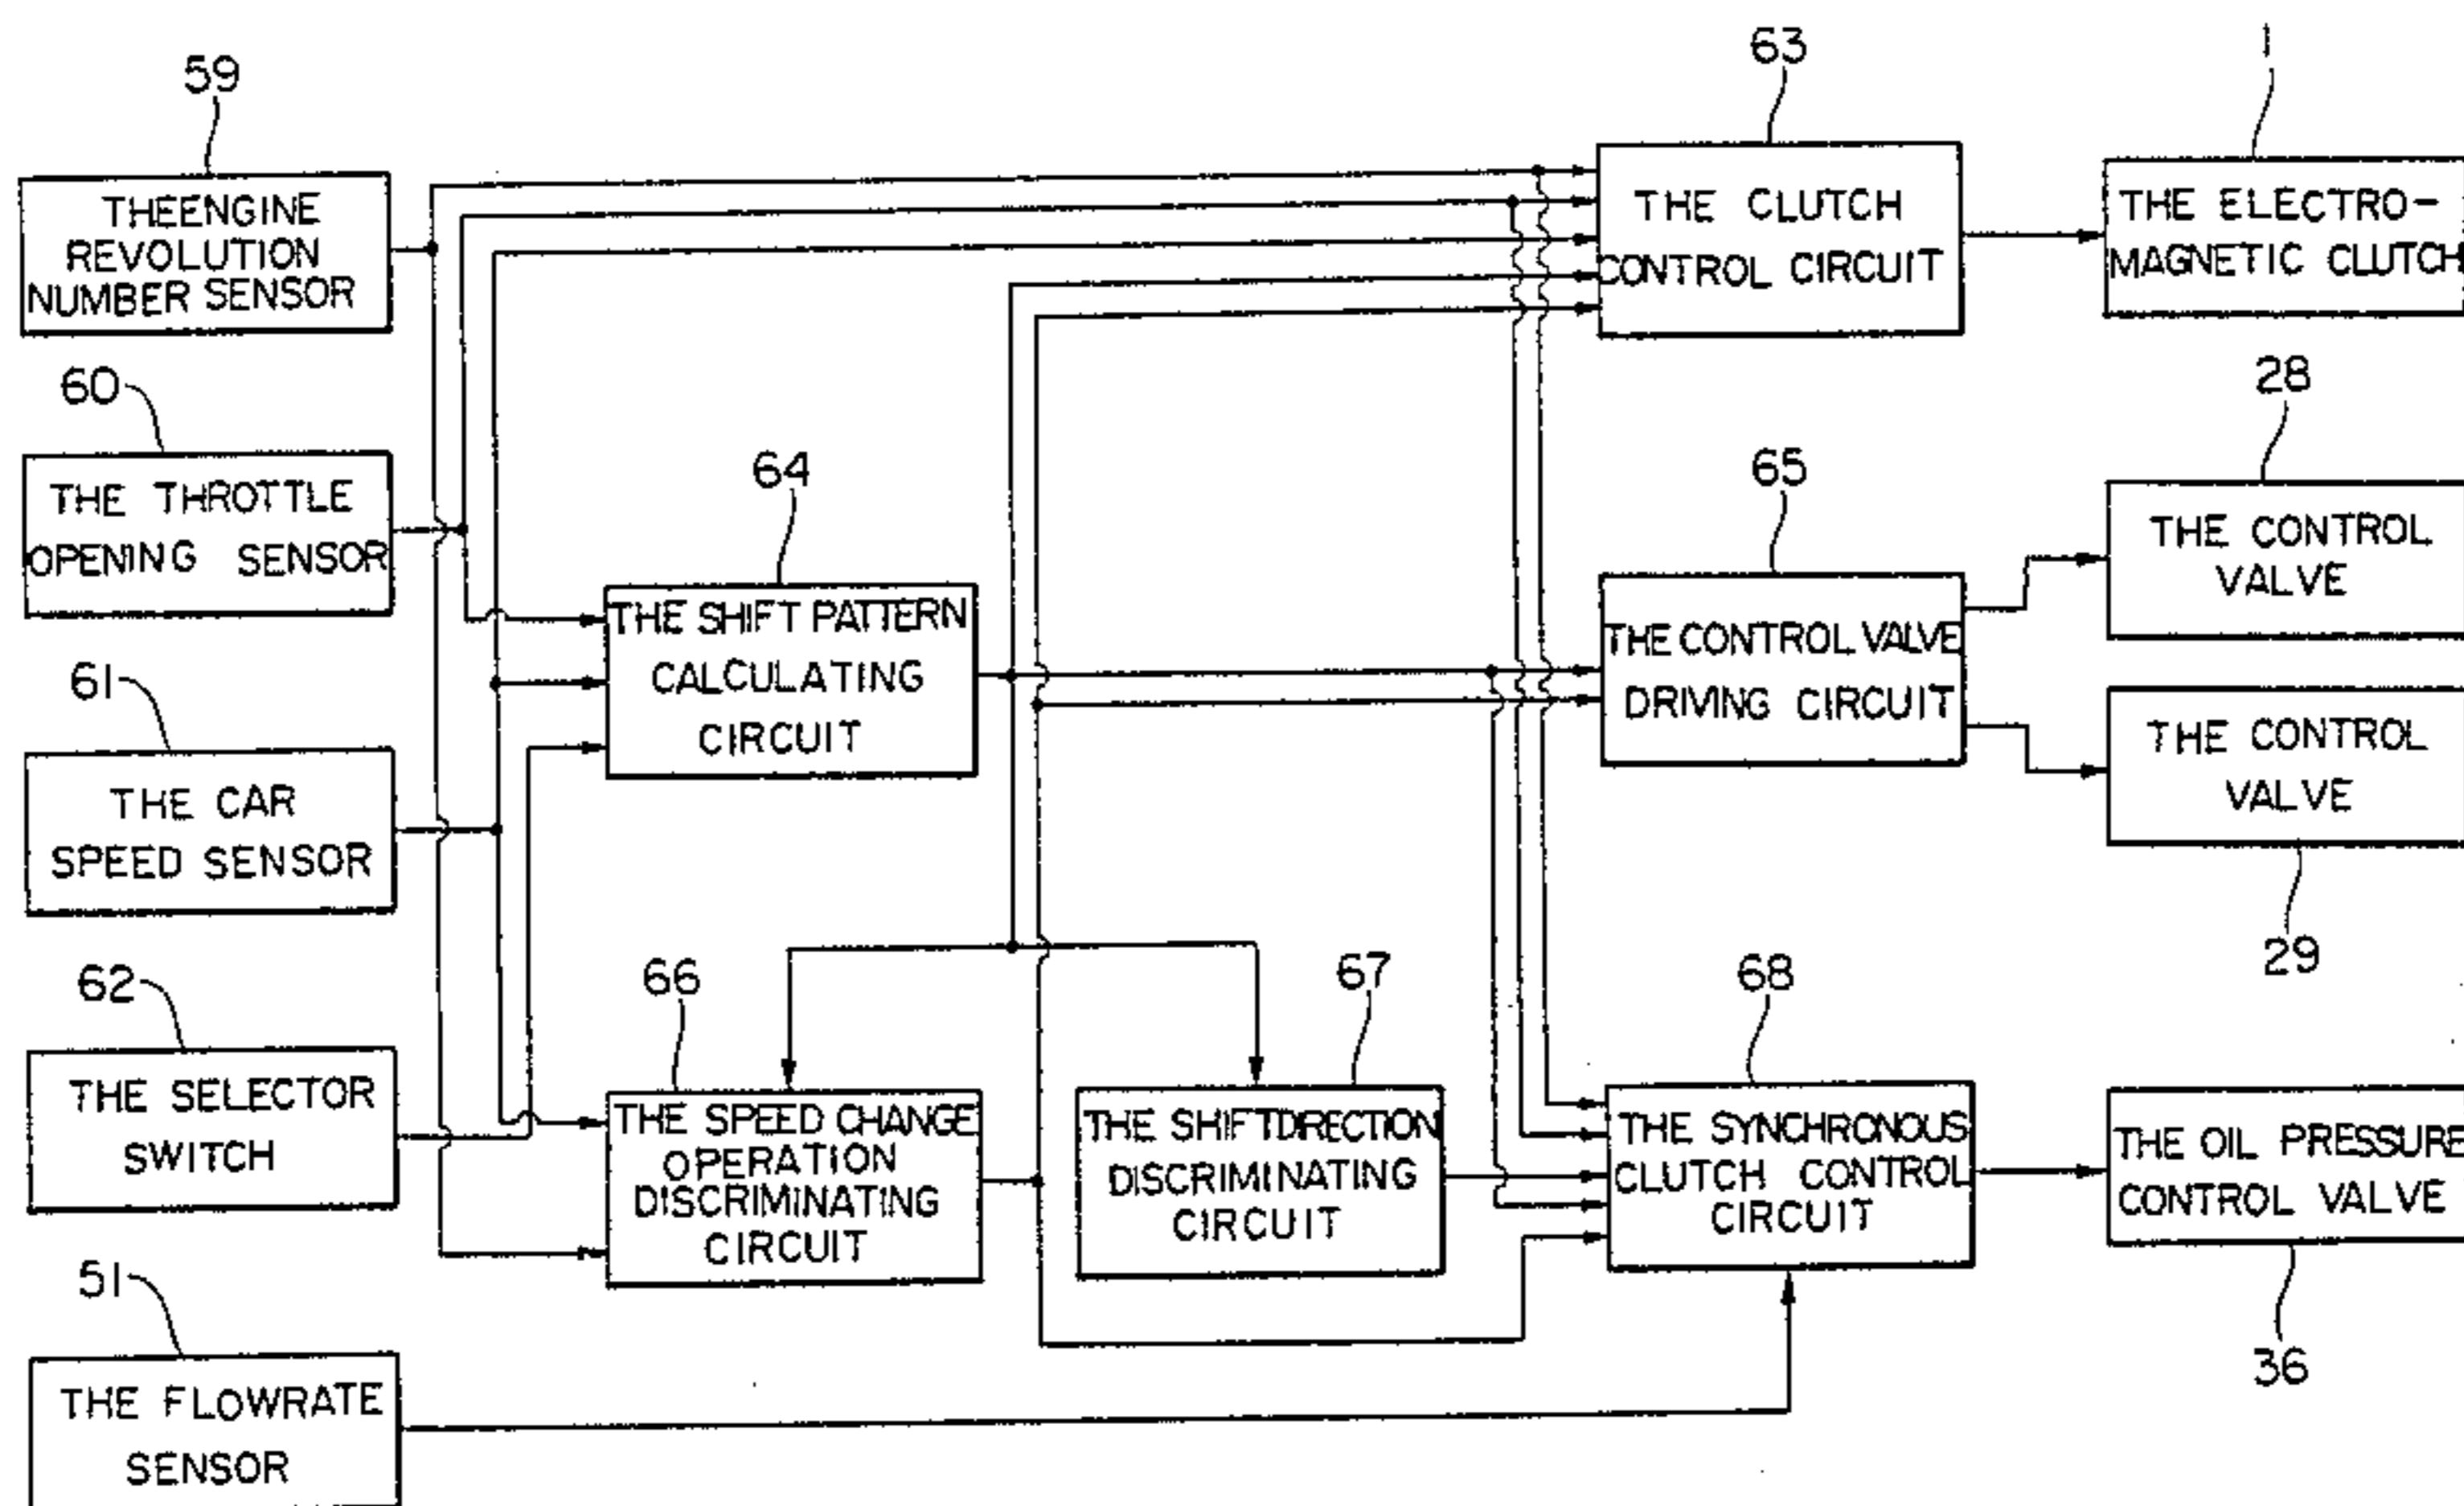 59
THEENGINE
REVOLUTION
NUMBER SENSOR
60
THE THROTTLE
OPENING SENSOR
61
THE CAR
SPEED SENSOR
62
THE SELECTOR
SWITCH
51
THE FLOWRATE
SENSOR
64
THE SHIFT PATTERN
CALCULATING
CIRCUIT
66
THE SPEED CHANGE
OPERATION
DISCRIMINATING
CIRCUIT
67
THE SHIFTDIRECTION
DISCRIMINATING
CIRCUIT
63
THE CLUTCH
CONTROL CIRCUIT
65
THE CONTROL VALVE
DRIVING CIRCUIT
68
THE SYNCHRONOUS
CLUTCH CONTROL
CIRCUIT
1
THE ELECTRO-
MAGNETIC CLUTCH
28
THE CONTROL
VALVE
THE CONTROL
VALVE
29
THE OIL PRESSURE
CONTROL VALVE
36